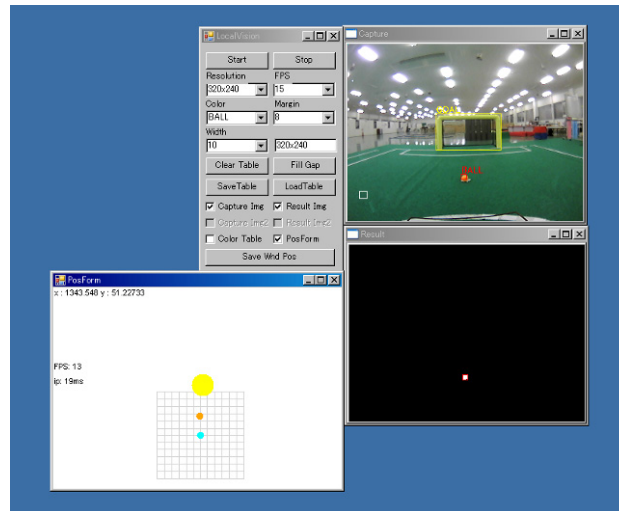 LocalVision
Start Stop
Resolution FPS
320x240 15
Color Margin
BALL 8
Width
10 320x240
Clear Table Fill Gap
SaveTable LoadTable
Capture Img Result Img
Capture Img2 Result Img2
Color Table PosForm
Save Wnd Pos
Capture
GOAL
BALL
Result
PosForm
x : 1343.548 y : 51.22733
FPS: 13
ip: 19ms